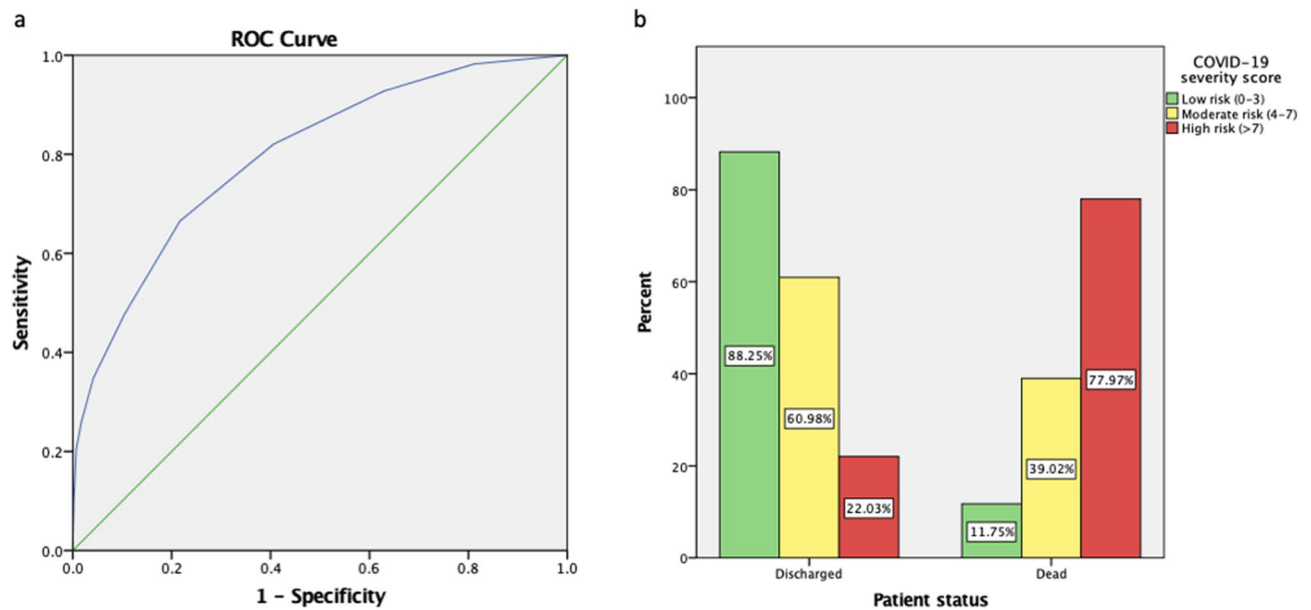 a
ROC Curve
1.0
0.8
0.6
0.4
0.2
0.0
Sensitivity
0.0 0.2 0.4 0.6 0.8 1.0
1 - Specificity
b
100
80
60
40
20
0
Percent
88.25%
60.98%
22.03%
11.75%
39.02%
77.97%
Discharged Dead
Patient status
COVID-19
severity score
Low risk (0-3)
Moderate risk (4-7)
High risk (>7)